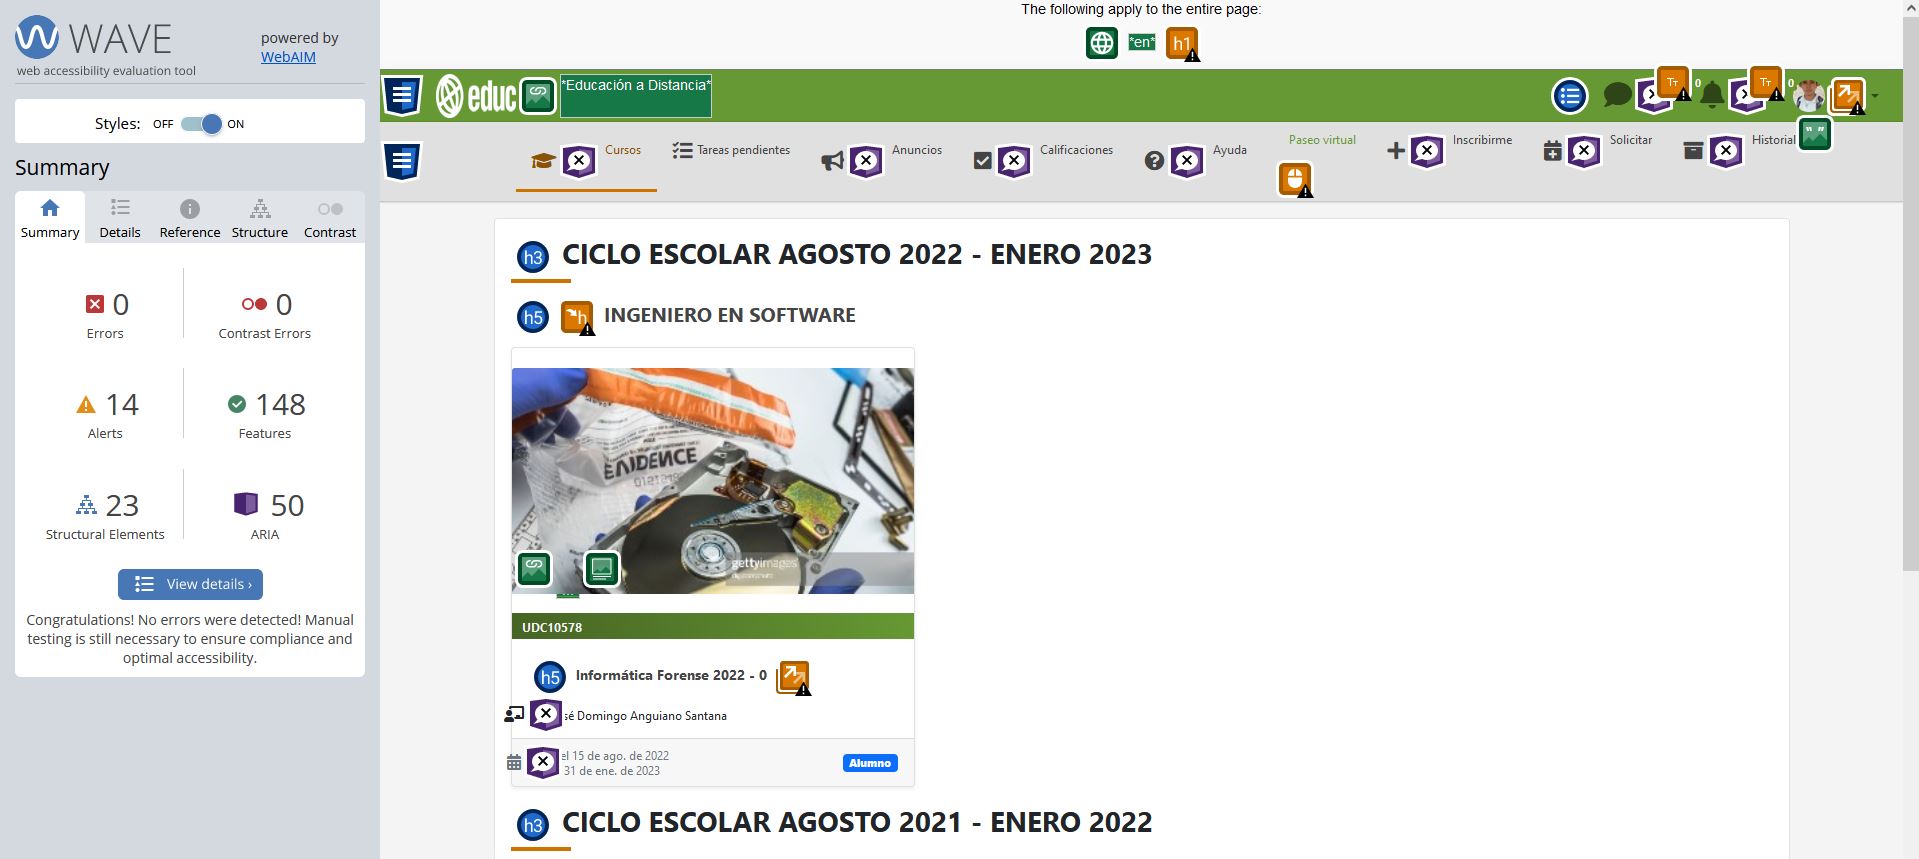 WAVE
web accessibility evaluation tool
powered by
WebAIM
Styles: OFF ON
Summary
Summary Details Reference Structure Contrast
0 Errors
0 Contrast Errors
14 Alerts
148 Features
23 Structural Elements
50 ARIA
View details ›
Congratulations! No errors were detected! Manual
testing is still necessary to ensure compliance and
optimal accessibility.
The following apply to the entire page:
*en* h1
educ *Educación a Distancia*
TT 0 TT 0
Cursos Tareas pendientes Anuncios Calificaciones Ayuda Paseo virtual Inscribirme Solicitar Historial
h3 CICLO ESCOLAR AGOSTO 2022 - ENERO 2023
h5 h INGENIERO EN SOFTWARE
EVIDENCE
gettyimages
UDC10578
h5 Informática Forense 2022 - 0
sé Domingo Anguiano Santana
el 15 de ago. de 2022
31 de ene. de 2023
Alumno
h3 CICLO ESCOLAR AGOSTO 2021 - ENERO 2022